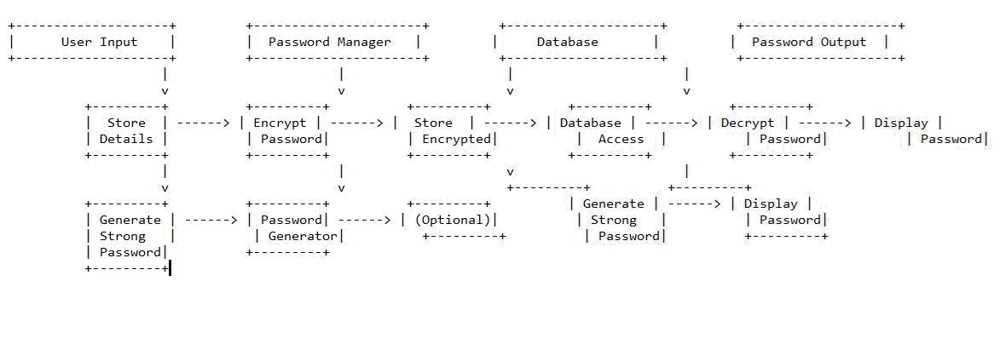 +--------------------+ +---------------------+ +--------------------+ +--------------------+
| User Input | | Password Manager | | Database | | Password Output |
+--------------------+ +---------------------+ +--------------------+ +--------------------+
| | | |
v v v v
+---------+ +---------+ +---------+ +---------+ +---------+
| Store | ------> | Encrypt | ------> | Store | ------> | Database | ------> | Decrypt | ------> | Display |
| Details | | Password| | Encrypted| | Access | | Password| | Password|
+---------+ +---------+ +---------+ +---------+ +---------+
| | v |
v v +---------+ +---------+
+---------+ +---------+ +---------+ | Generate | ------> | Display |
| Generate | ------> | Password| ------> | (Optional)| | Strong | | Password|
| Strong | | Generator| +---------+ | Password| +---------+
| Password| +---------+
+---------+